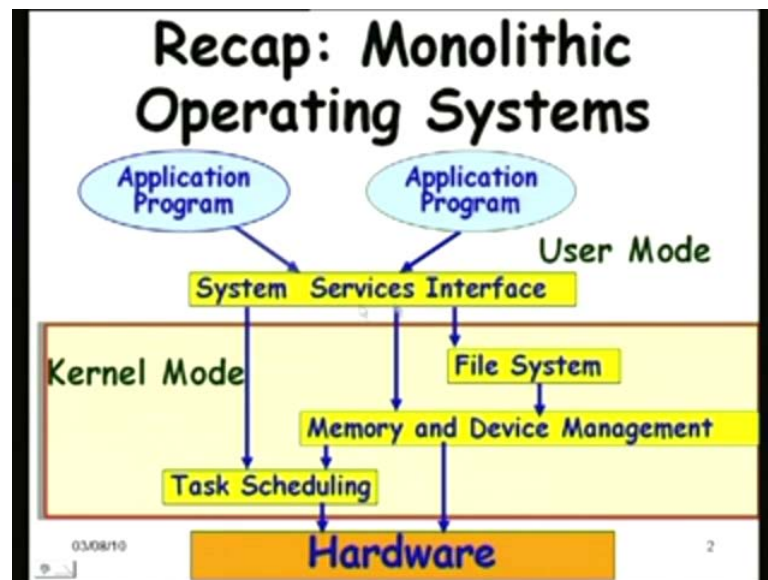 Recap: Monolithic
Operating Systems
Application
Program
Application
Program
User Mode
System Services Interface
Kernel Mode
File System
Memory and Device Management
Task Scheduling
Hardware
03/08/10
2